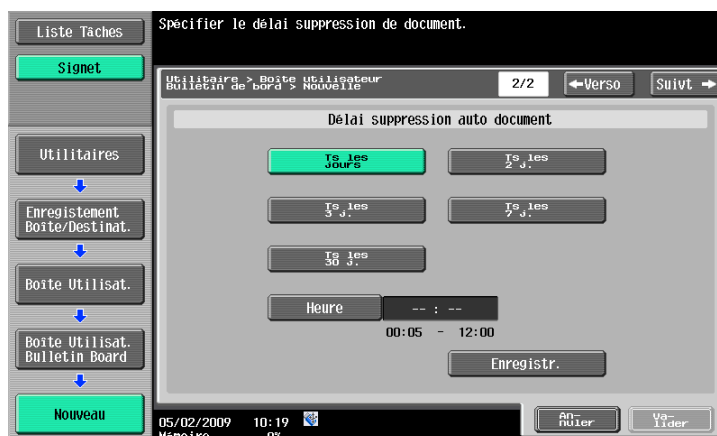 Liste Tâches
Spécifier le délai suppression de document.
Signet
Utilitaire > Boîte utilisateur
Bulletin de bord > Nouvelle
2/2
←Verso
Suivt →
Délai suppression auto document
Utilitaires
Ts les
Jours
Ts les
2 J.
Enregistement
Boîte/Destinat.
Ts les
3 J.
Ts les
7 J.
Ts les
30 J.
Boîte Utilisat.
Heure
-- : --
00:05 - 12:00
Boîte Utilisat.
Bulletin Board
Enregistr.
Nouveau
05/02/2009 10:19
Mémoire 0%
An-
nuler
Va-
lider